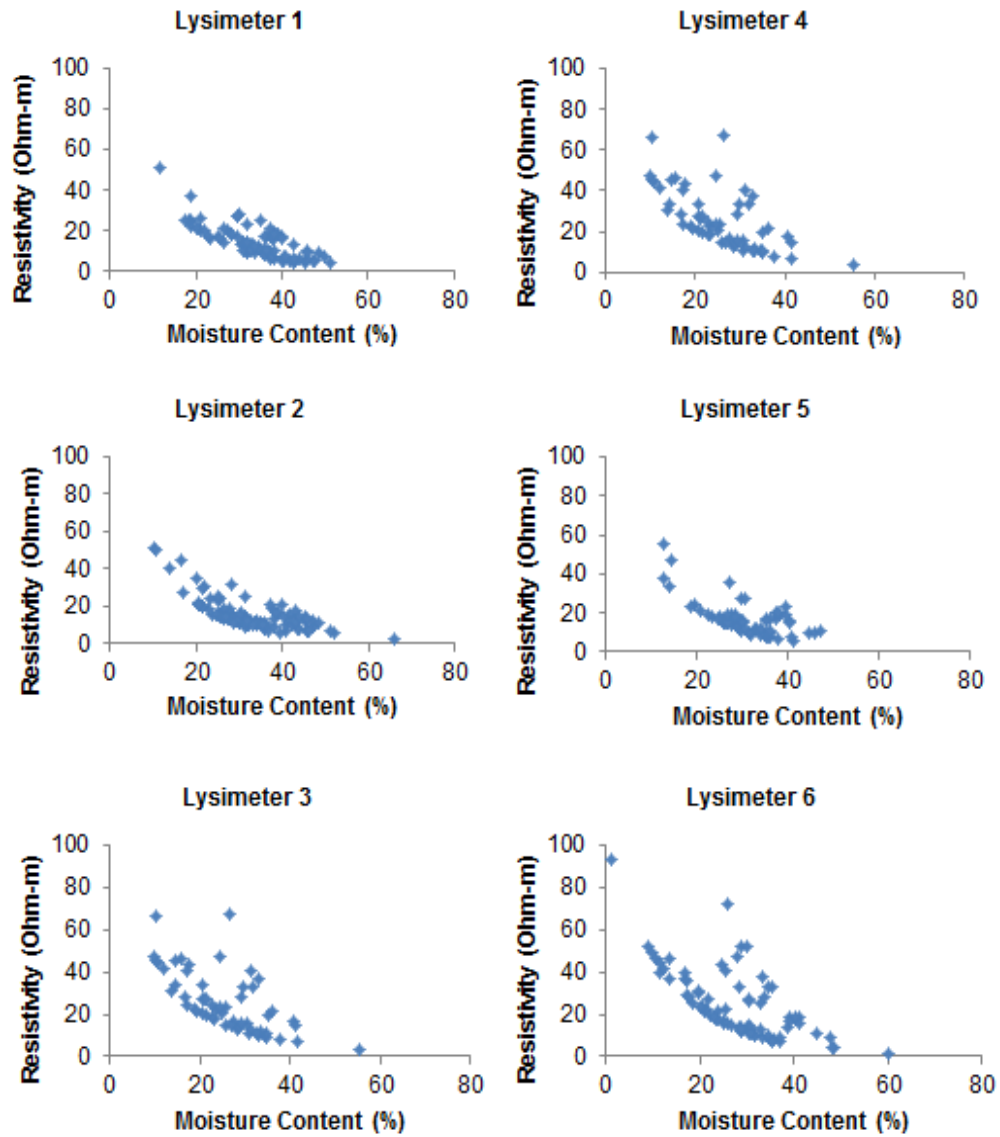 Lysimeter 1
Resistivity (Ohm-m)
100
80
60
40
20
0
0 20 40 60 80
Moisture Content (%)
Lysimeter 4
Resistivity (Ohm-m)
100
80
60
40
20
0
0 20 40 60 80
Moisture Content (%)
Lysimeter 2
Resistivity (Ohm-m)
100
80
60
40
20
0
0 20 40 60 80
Moisture Content (%)
Lysimeter 5
Resistivity (Ohm-m)
100
80
60
40
20
0
0 20 40 60 80
Moisture Content (%)
Lysimeter 3
Resistivity (Ohm-m)
100
80
60
40
20
0
0 20 40 60 80
Moisture Content (%)
Lysimeter 6
Resistivity (Ohm-m)
100
80
60
40
20
0
0 20 40 60 80
Moisture Content (%)